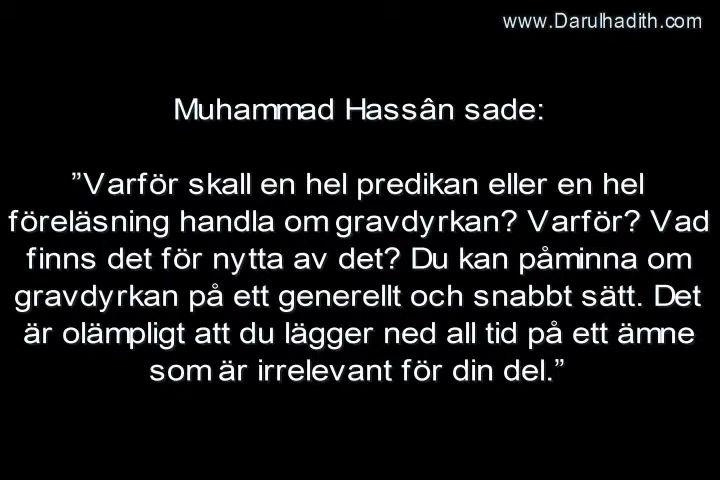 www.Darulhadith.com
Muhammad Hassân sade:
”Varför skall en hel predikan eller en hel
föreläsning handla om gravdyrkan? Varför? Vad
finns det för nytta av det? Du kan påminna om
gravdyrkan på ett generellt och snabbt sätt. Det
är olämpligt att du lägger ned all tid på ett ämne
som är irrelevant för din del.”